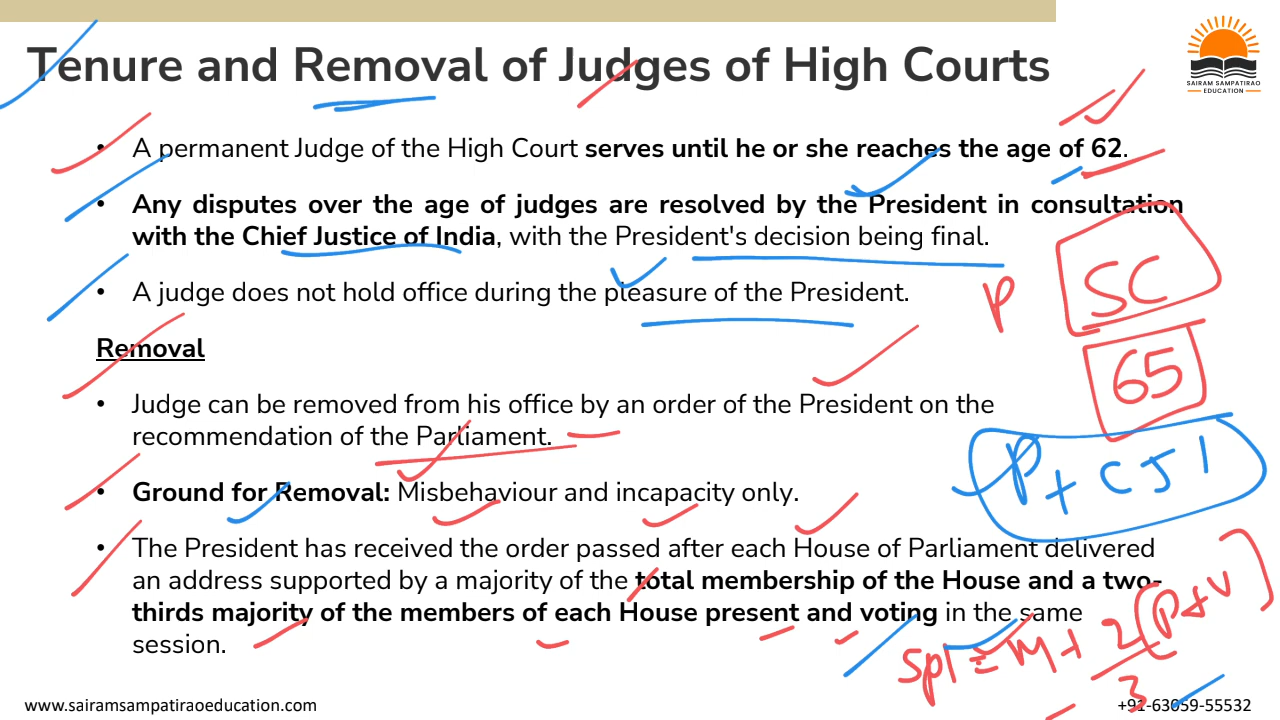 Tenure and Removal of Judges of High Courts
SAIRAM SAMPATIRAO
EDUCATION
• A permanent Judge of the High Court serves until he or she reaches the age of 62.
• Any disputes over the age of judges are resolved by the President in consultation
with the Chief Justice of India, with the President's decision being final.
• A judge does not hold office during the pleasure of the President.
P
SC
65
Removal
• Judge can be removed from his office by an order of the President on the
recommendation of the Parliament.
P + CJI
• Ground for Removal: Misbehaviour and incapacity only.
• The President has received the order passed after each House of Parliament delivered
an address supported by a majority of the total membership of the House and a two-
thirds majority of the members of each House present and voting in the same
session.
Spl = M + 2/3 (P+V)
www.sairamsampatiraoeducation.com
+91-63059-55532